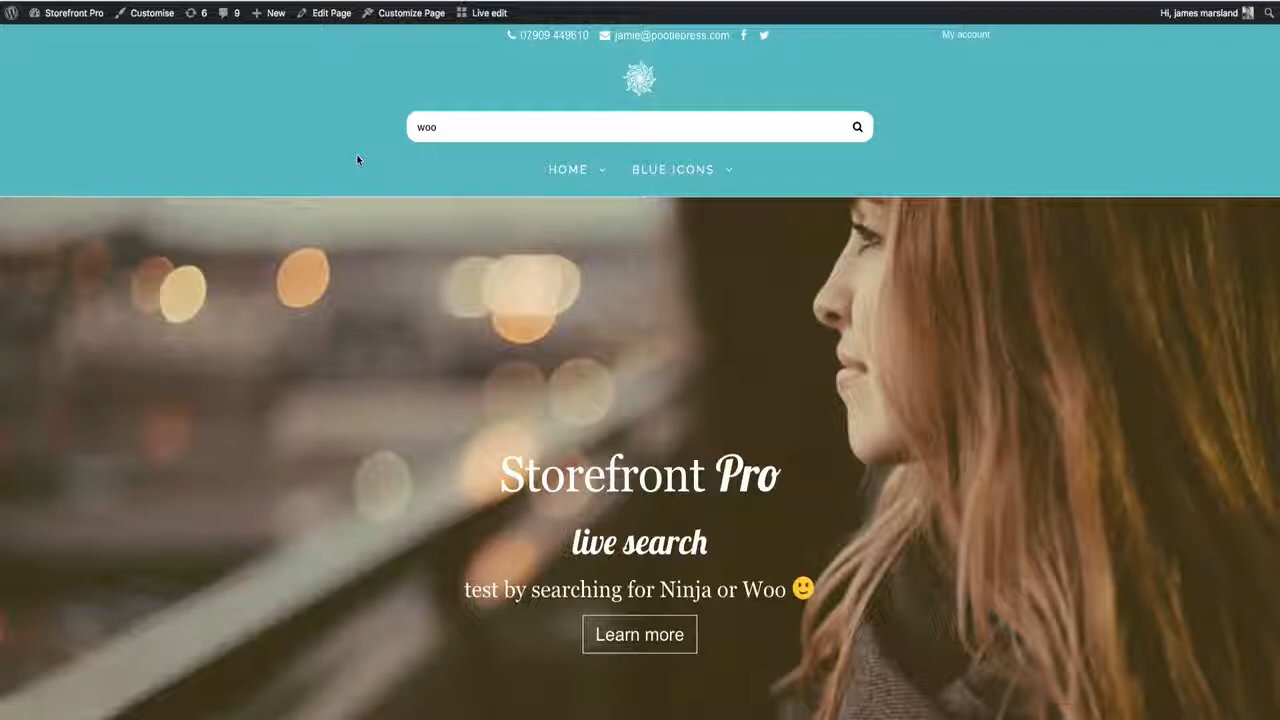 Storefront Pro Customise 6 9 New Edit Page Customize Page Live edit Hi, james marsland
07909 449610 jamie@pootlepress.com My account
woo
HOME BLUE ICONS
Storefront Pro
live search
test by searching for Ninja or Woo 🙂
Learn more